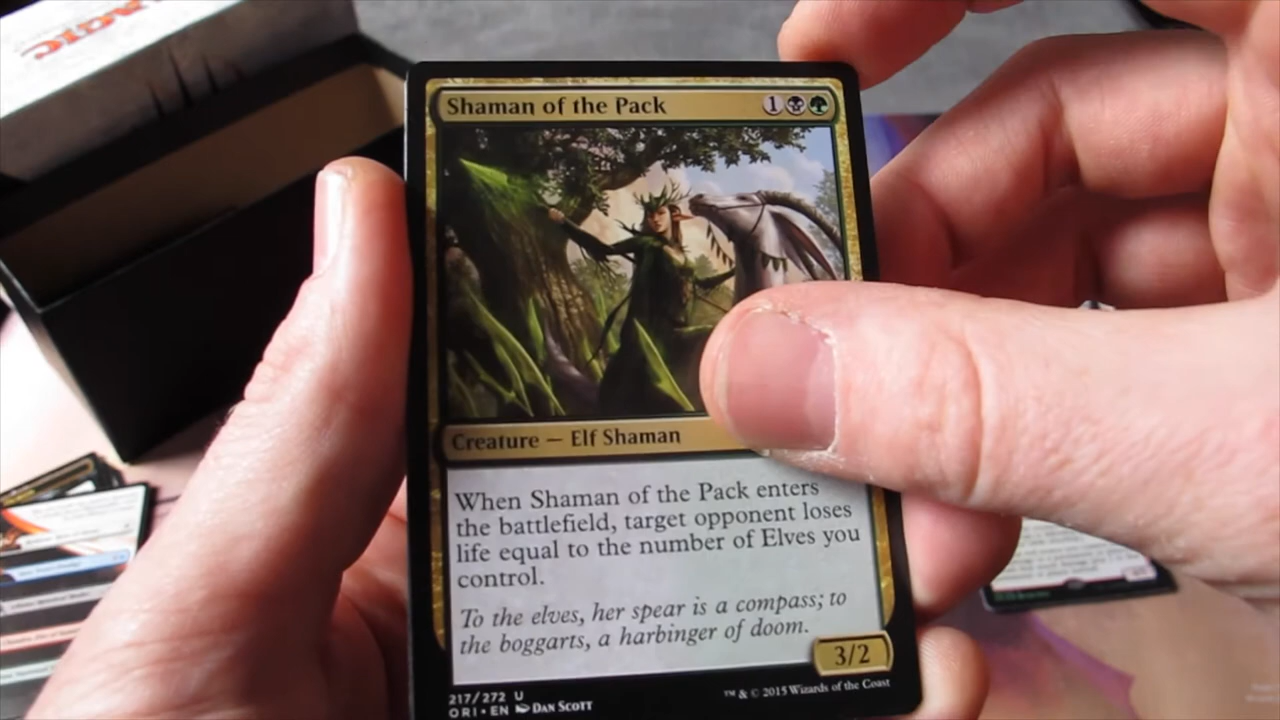 MAGIC
Shaman of the Pack 1
Creature — Elf Shaman
When Shaman of the Pack enters
the battlefield, target opponent loses
life equal to the number of Elves you
control.
To the elves, her spear is a compass; to
the boggarts, a harbinger of doom.
3/2
217/272 U
ORI • EN Dan Scott
™ & © 2015 Wizards of the Coast